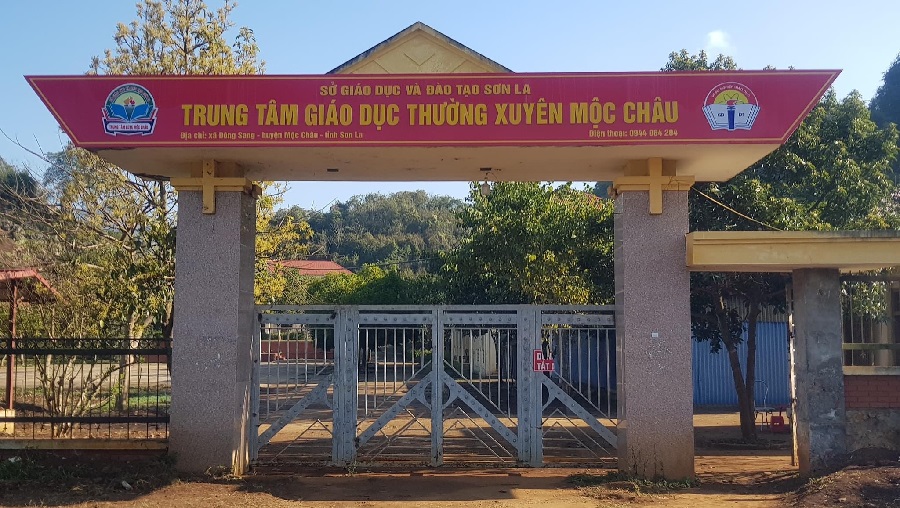 SỞ GIÁO DỤC VÀ ĐÀO TẠO SƠN LA
TRUNG TÂM GIÁO DỤC THƯỜNG XUYÊN MỘC CHÂU
Địa chỉ: xã Đông Sang - huyện Mộc Châu - tỉnh Sơn La
Điện thoại: 0944 064 284